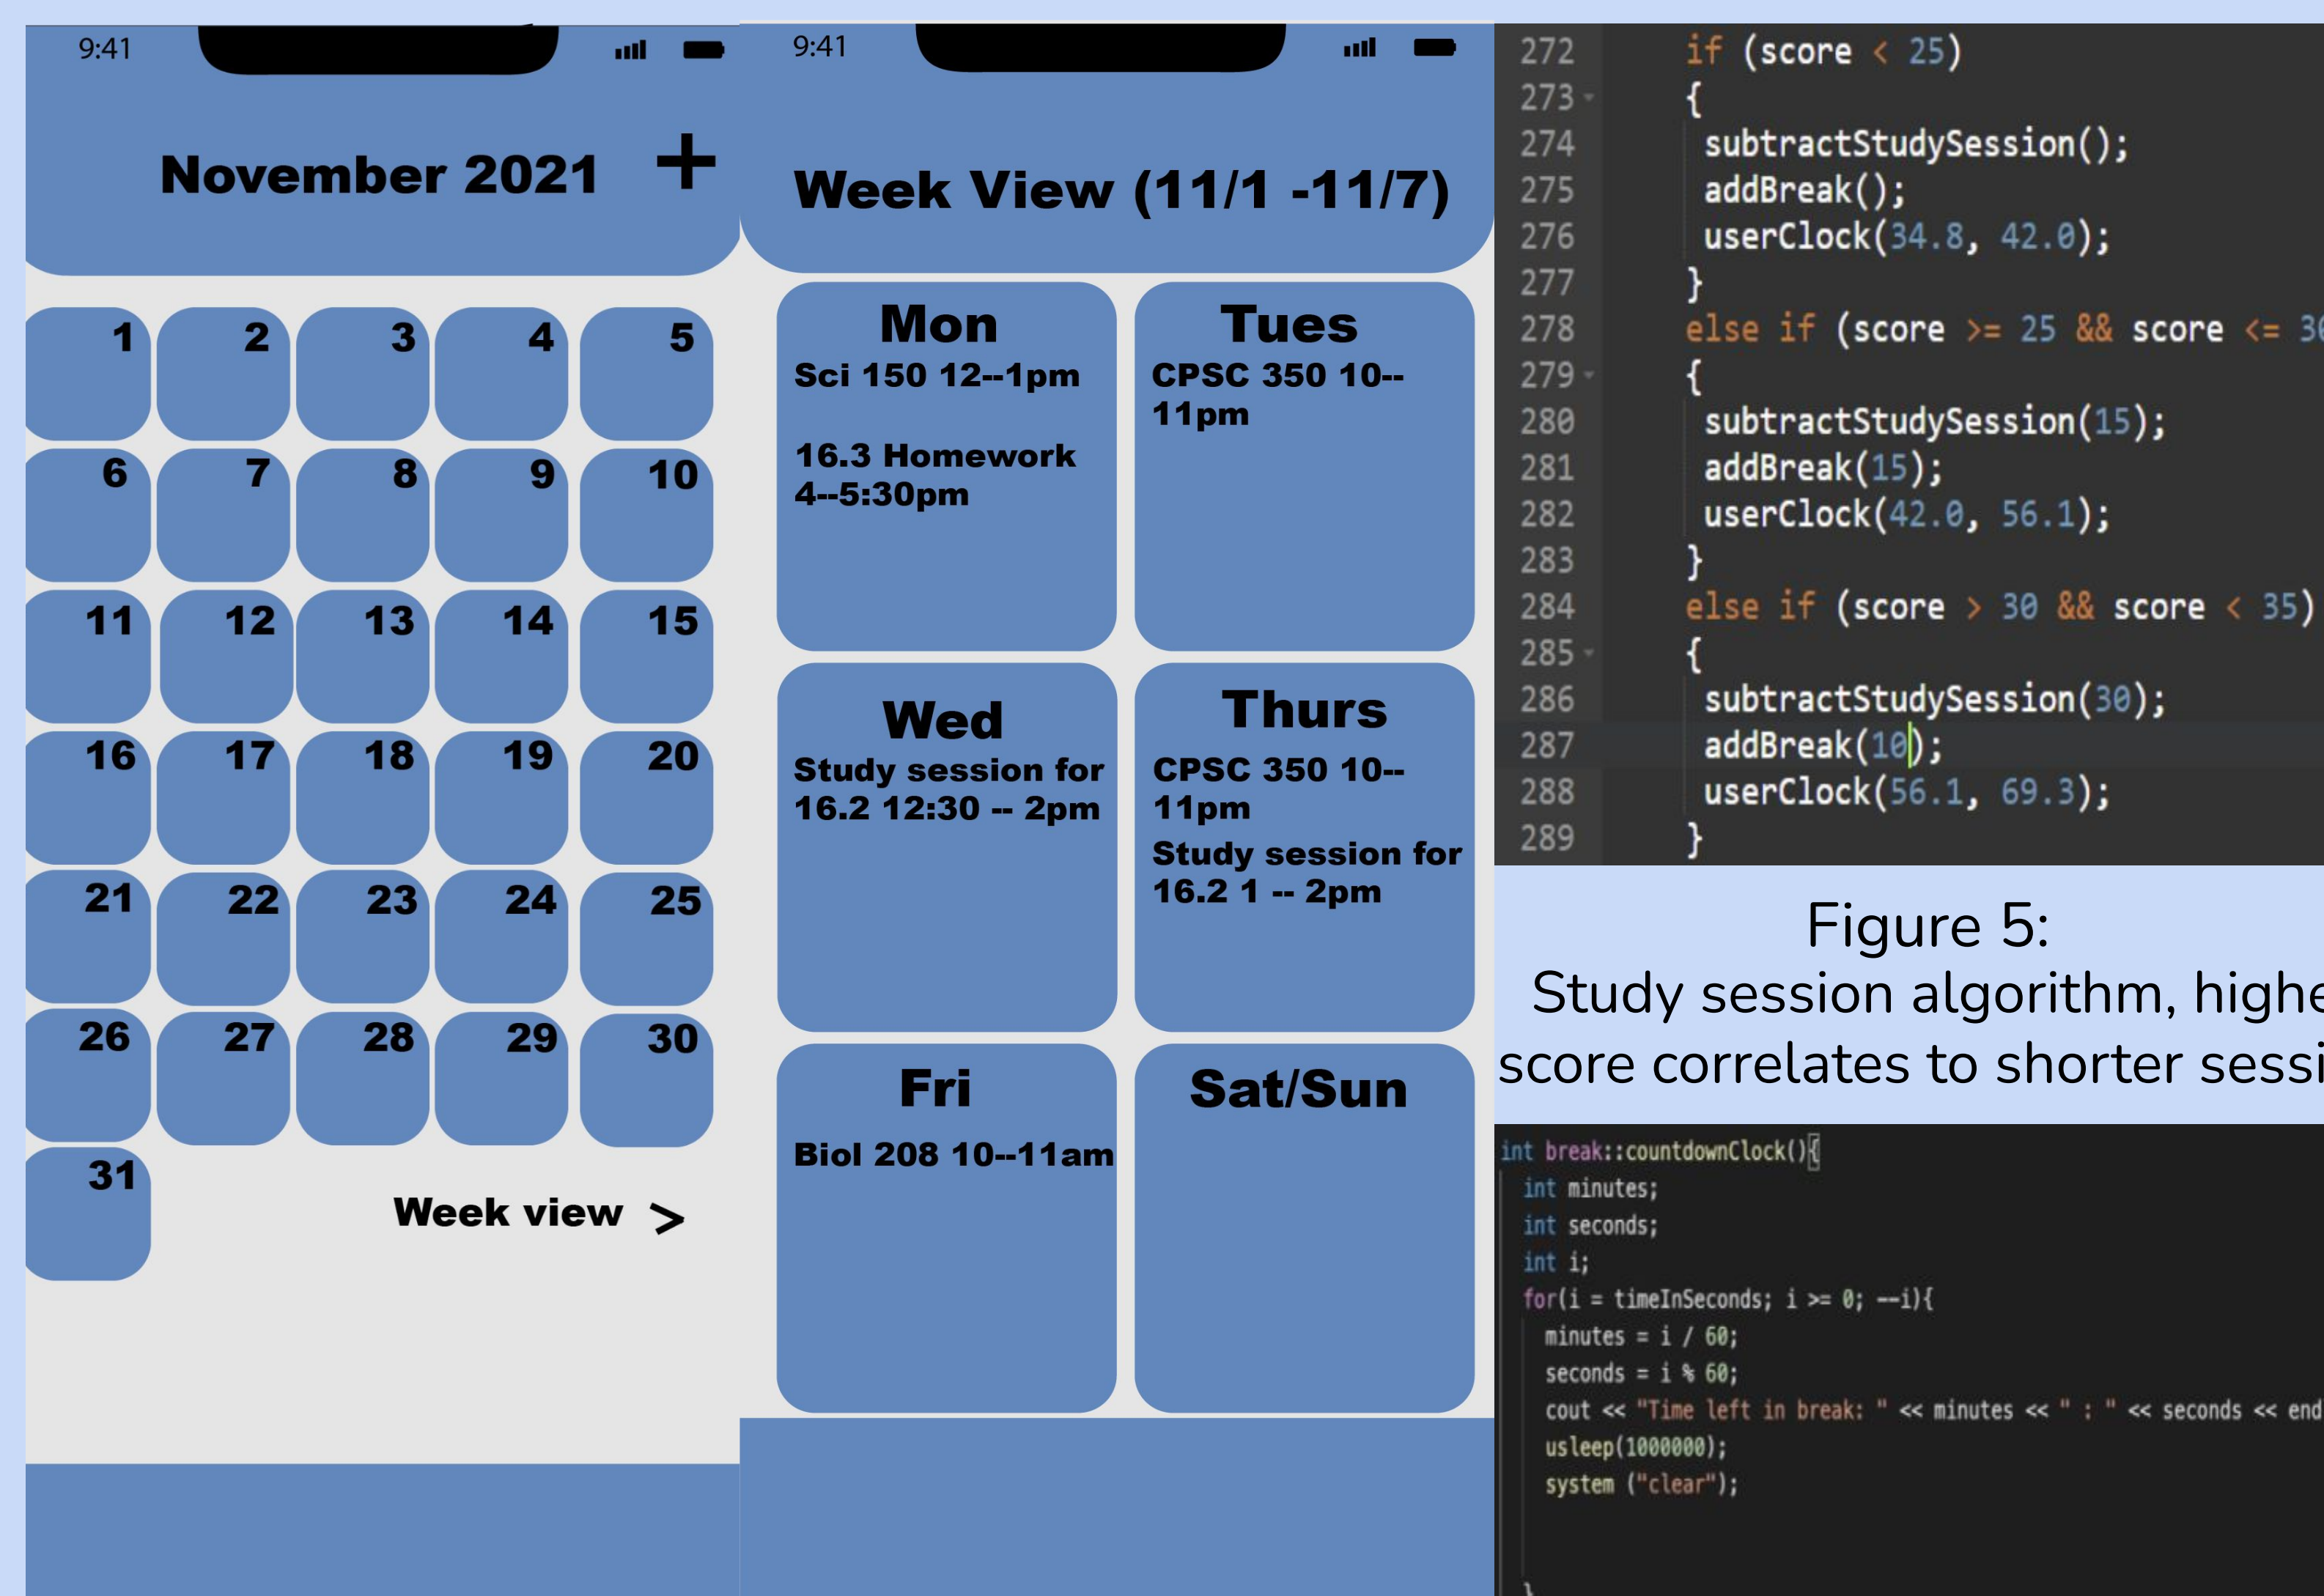 9:41
November 2021 +
1 2 3 4 5
6 7 8 9 10
11 12 13 14 15
16 17 18 19 20
21 22 23 24 25
26 27 28 29 30
31
Week view >
9:41
Week View (11/1 -11/7)
Mon
Sci 150 12--1pm
16.3 Homework
4--5:30pm
Tues
CPSC 350 10--
11pm
Wed
Study session for
16.2 12:30 -- 2pm
Thurs
CPSC 350 10--
11pm
Study session for
16.2 1 -- 2pm
Fri
Biol 208 10--11am
Sat/Sun
272 if (score < 25)
273 {
274 subtractStudySession();
275 addBreak();
276 userClock(34.8, 42.0);
277 }
278 else if (score >= 25 && score <= 30
279 {
280 subtractStudySession(15);
281 addBreak(15);
282 userClock(42.0, 56.1);
283 }
284 else if (score > 30 && score < 35)
285 {
286 subtractStudySession(30);
287 addBreak(10);
288 userClock(56.1, 69.3);
289 }
Figure 5:
Study session algorithm, highe
score correlates to shorter sessi
int break::countdownClock(){
int minutes;
int seconds;
int i;
for(i = timeInSeconds; i >= 0; --i){
minutes = i / 60;
seconds = i % 60;
cout << "Time left in break: " << minutes << " : " << seconds << end
usleep(1000000);
system ("clear");
}